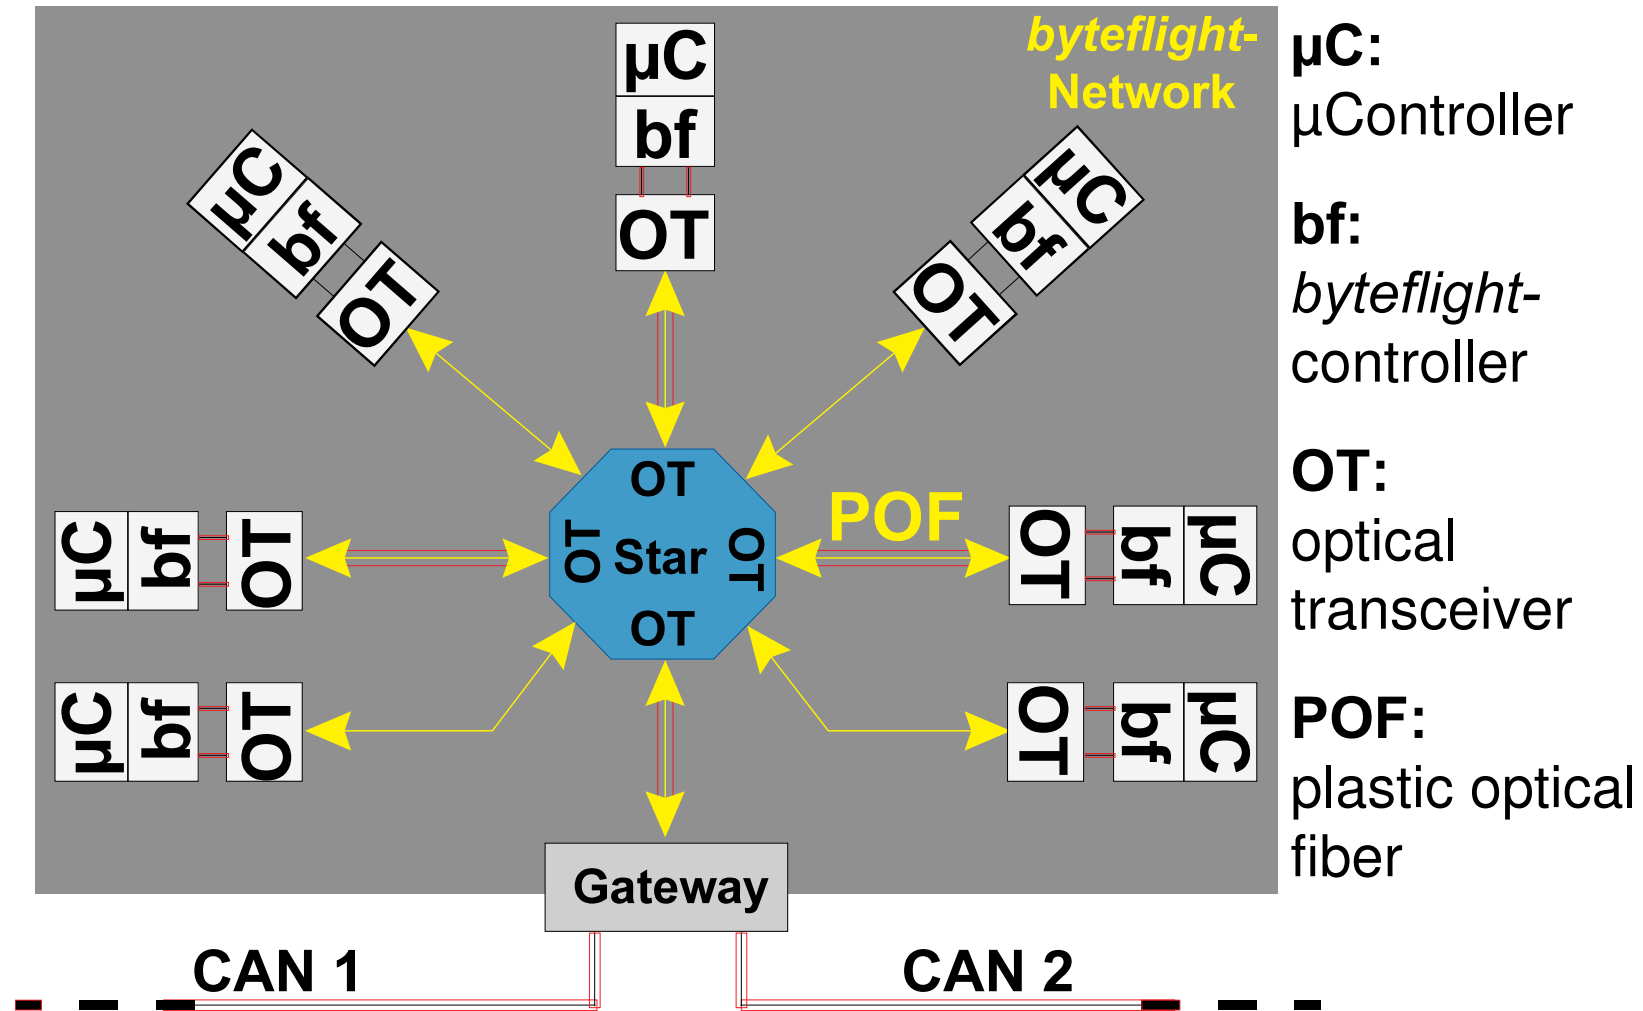 byteflight-
Network
µC
bf
OT
µC
bf
OT
µC
bf
OT
OT
OT
Star
OT
OT
POF
µC
bf
OT
OT
bf
µC
µC
bf
OT
OT
bf
µC
Gateway
CAN 1
CAN 2
µC:
µController
bf:
byteflight-
controller
OT:
optical
transceiver
POF:
plastic optical
fiber